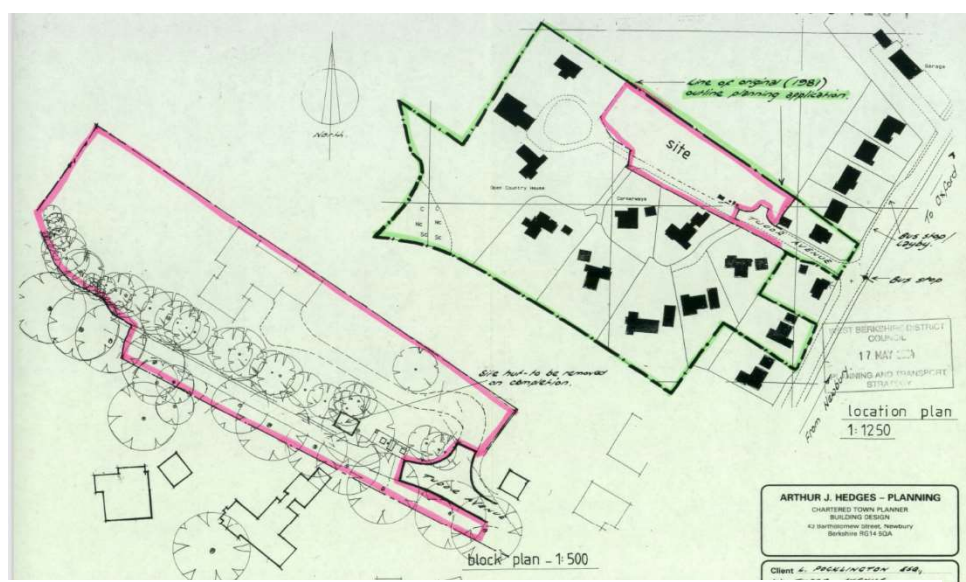 Line of original (1981)
outline planning application.
Garage
North.
site
Open Country House
Cornerways
TUDOR AVENUE
To Oxford
Bus stop/
Layby.
Bus stop
WEST BERKSHIRE DISTRICT
COUNCIL
17 MAY
PLANNING AND TRANSPORT
STRATEGY
From Newbury
location plan
1:1250
Site hut - to be removed
on completion.
TUDOR AVENUE
block plan - 1:500
ARTHUR J. HEDGES – PLANNING
CHARTERED TOWN PLANNER
BUILDING DESIGN
43 Bartholomew Street, Newbury
Berkshire RG14 5QA
Client L. POCKLINGTON ESQ,